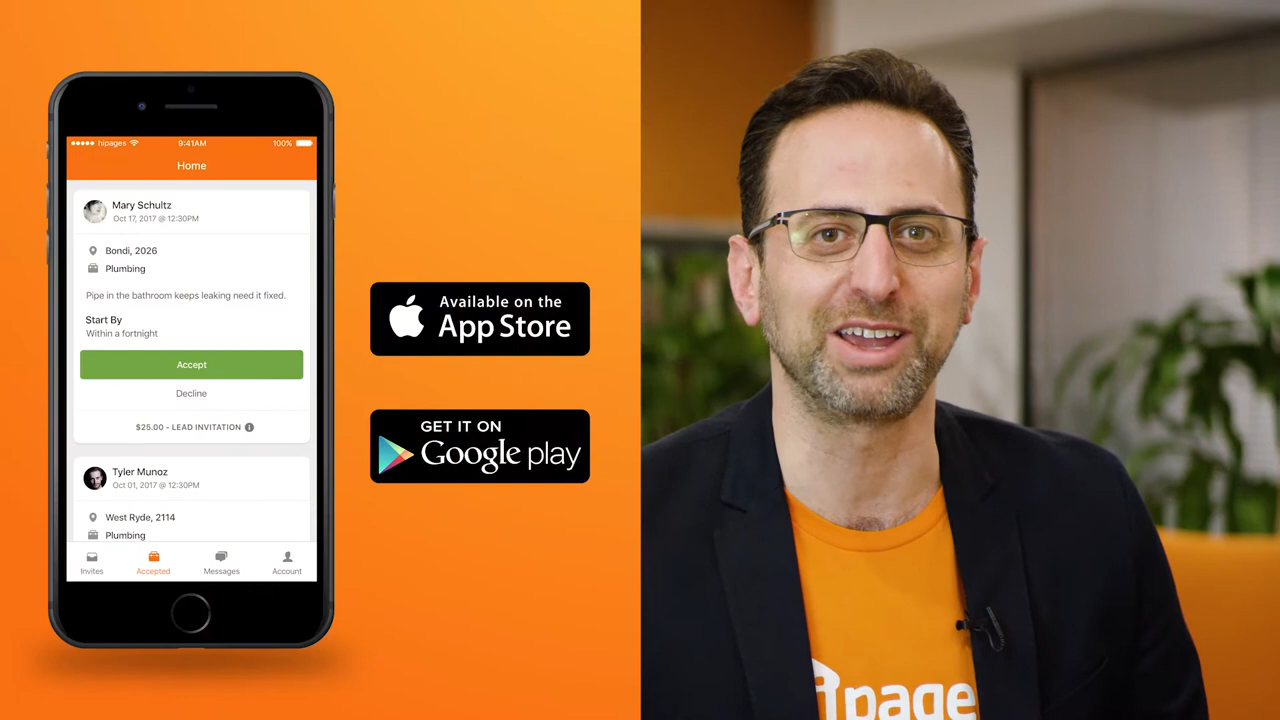 hipages
9:41AM
100%
Home
Mary Schultz
Oct 17, 2017 @ 12:30PM
Bondi, 2026
Plumbing
Pipe in the bathroom keeps leaking need it fixed.
Start By
Within a fortnight
Accept
Decline
$25.00 - LEAD INVITATION
Tyler Munoz
Oct 01, 2017 @ 12:30PM
West Ryde, 2114
Plumbing
Invites
Accepted
Messages
Account
Available on the
App Store
GET IT ON
Google play
ipage